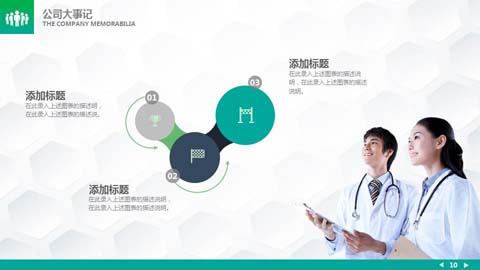 公司大事记
THE COMPANY MEMORABILIA
01
添加标题
在此录入上述图表的描述说明，
在此录入上述图表的描述说。
02
添加标题
在此录入上述图表的描述说明，
在此录入上述图表的描述说明。
03
添加标题
在此录入上述图表的描述说
明，在此录入上述图表的描述
说明。
10